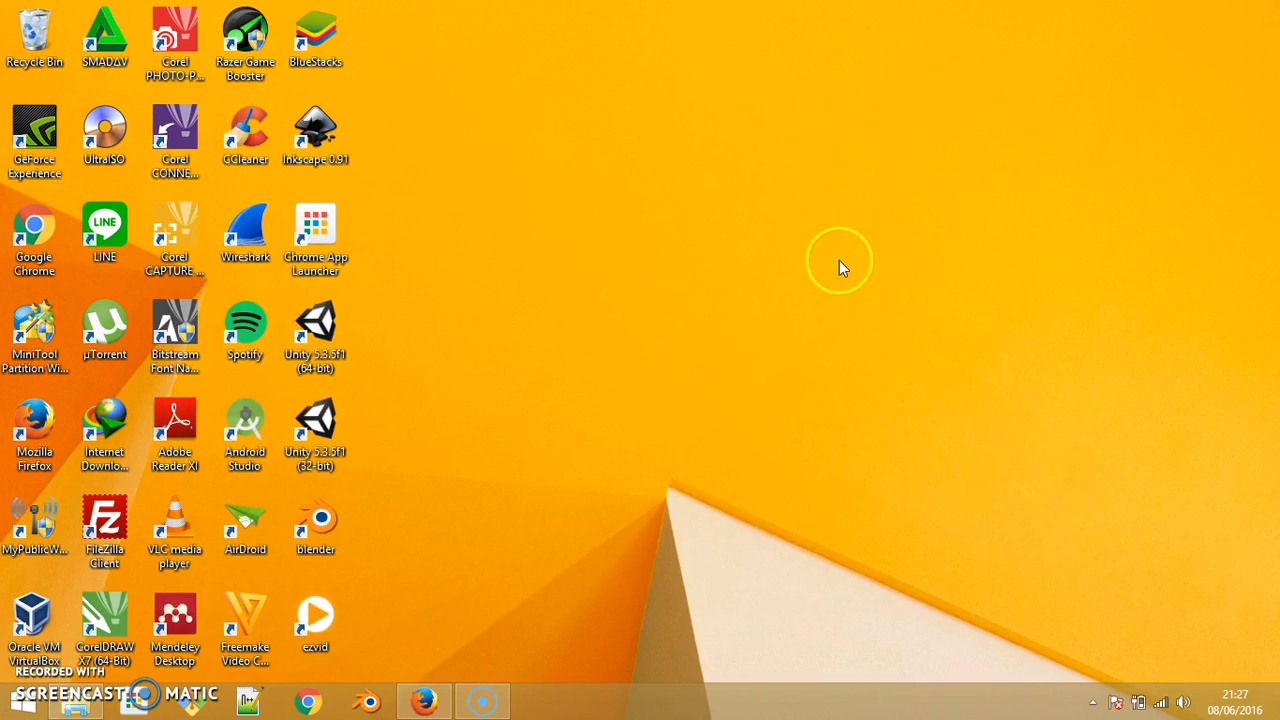 Recycle Bin
SMADΔV
Corel
PHOTO-P...
Razer Game
Booster
BlueStacks
GeForce
Experience
UltraISO
Corel
CONNE...
CCleaner
Inkscape 0.91
Google
Chrome
LINE
LINE
Corel
CAPTURE ...
Wireshark
Chrome App
Launcher
MiniTool
Partition Wi...
µTorrent
Bitstream
Font Na...
Spotify
Unity 5.3.5f1
(64-bit)
Mozilla
Firefox
Internet
Downlo...
Adobe
Reader XI
Android
Studio
Unity 5.3.5f1
(32-bit)
MyPublicW...
Fz
FileZilla
Client
VLC media
player
AirDroid
blender
Oracle VM
VirtualBox
CorelDRAW
X7 (64-Bit)
Mendeley
Desktop
Freemake
Video C...
ezvid
RECORDED WITH
SCREENCAST MATIC
21:27
08/06/2016